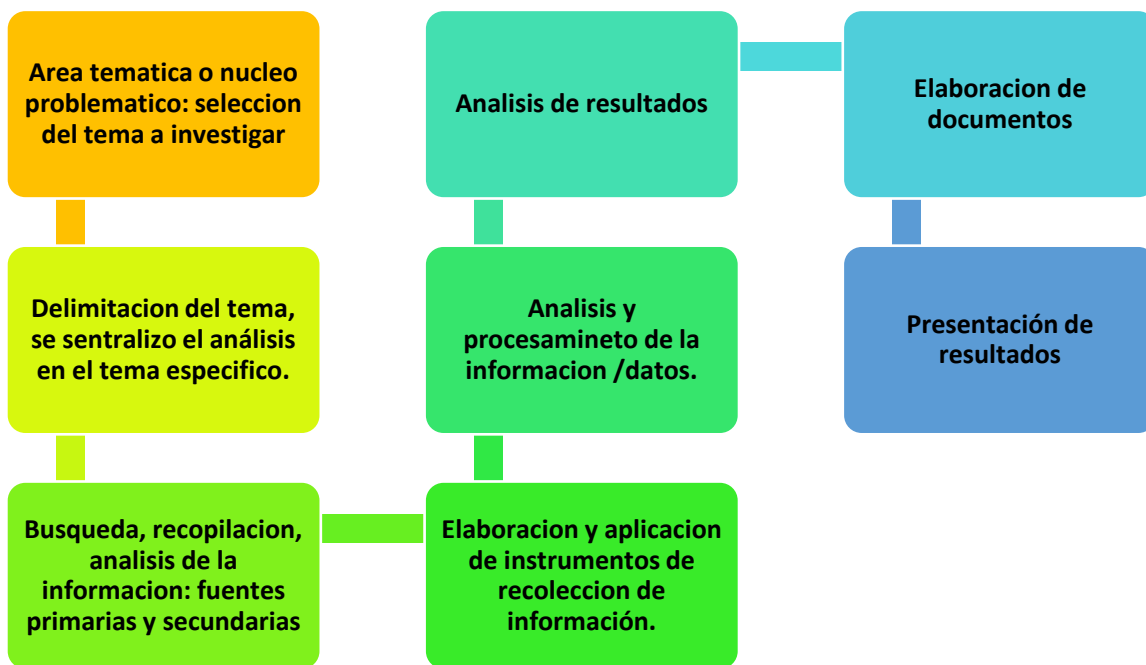 Area tematica o nucleo
problematico: seleccion
del tema a investigar
Delimitacion del tema,
se sentralizo el análisis
en el tema especifico.
Busqueda, recopilacion,
analisis de la
informacion: fuentes
primarias y secundarias
Elaboracion y aplicacion
de instrumentos de
recoleccion de
información.
Analisis y
procesamineto de la
informacion /datos.
Analisis de resultados
Elaboracion de
documentos
Presentación de
resultados